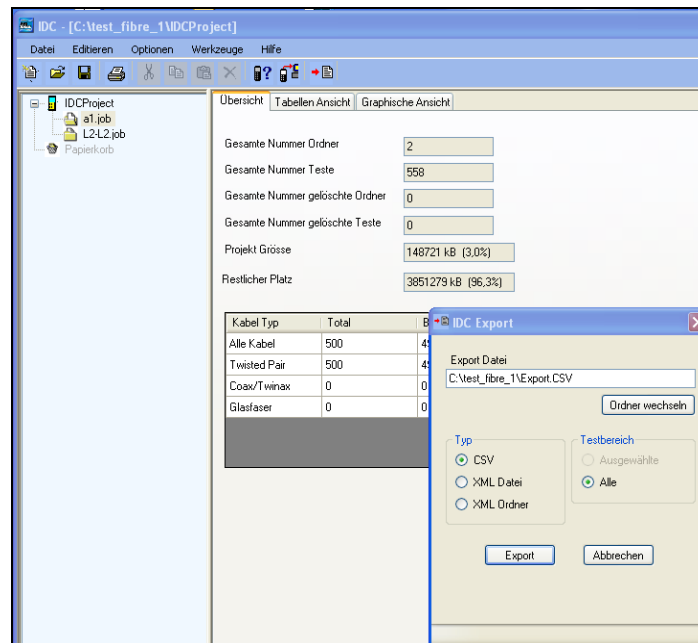 IDC - [C:\test_fibre_1\IDCProject]
Datei Editieren Optionen Werkzeuge Hilfe
IDCProject
a1.job
L2-L2.job
Papierkorb
Übersicht Tabellen Ansicht Graphische Ansicht
Gesamte Nummer Ordner 2
Gesamte Nummer Teste 558
Gesamte Nummer gelöschte Ordner 0
Gesamte Nummer gelöschte Teste 0
Projekt Grösse 148721 kB (3,0%)
Restlicher Platz 3851279 kB (96,3%)
Kabel Typ Total
Alle Kabel 500
Twisted Pair 500
Coax/Twinax 0 0
Glasfaser 0 0
IDC Export
Export Datei
C:\test_fibre_1\Export.CSV
Ordner wechseln
Typ
CSV
XML Datei
XML Ordner
Testbereich
Ausgewählte
Alle
Export Abbrechen